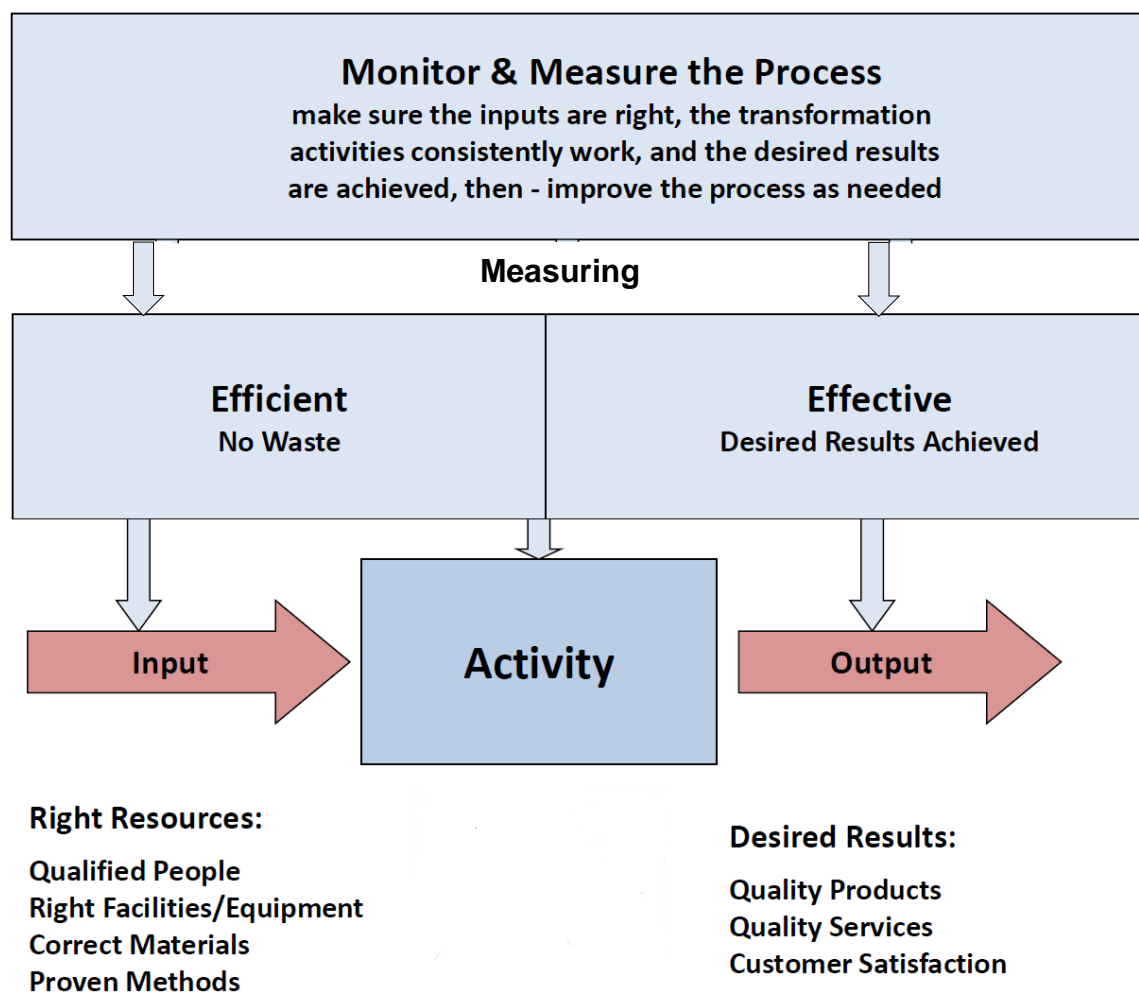 Monitor & Measure the Process
make sure the inputs are right, the transformation
activities consistently work, and the desired results
are achieved, then - improve the process as needed
Measuring
Efficient
No Waste
Effective
Desired Results Achieved
Input
Activity
Output
Right Resources:
Qualified People
Right Facilities/Equipment
Correct Materials
Proven Methods
Desired Results:
Quality Products
Quality Services
Customer Satisfaction